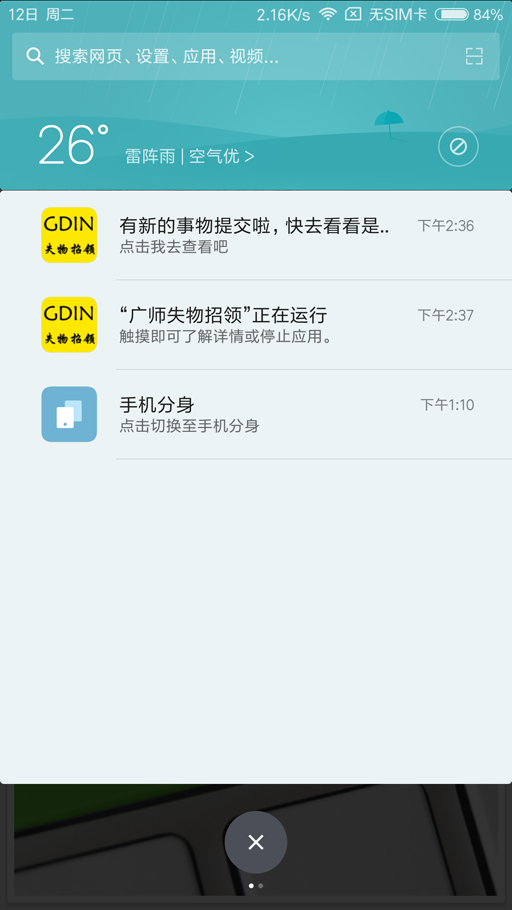 12日 周二 2.16K/s 无SIM卡 84%
搜索网页、设置、应用、视频...
26°
雷阵雨 | 空气优 >
GDIN
失物招领
有新的事物提交啦，快去看看是.. 下午2:36
点击我去查看吧
GDIN
失物招领
“广师失物招领”正在运行 下午2:37
触摸即可了解详情或停止应用。
手机分身 下午1:10
点击切换至手机分身